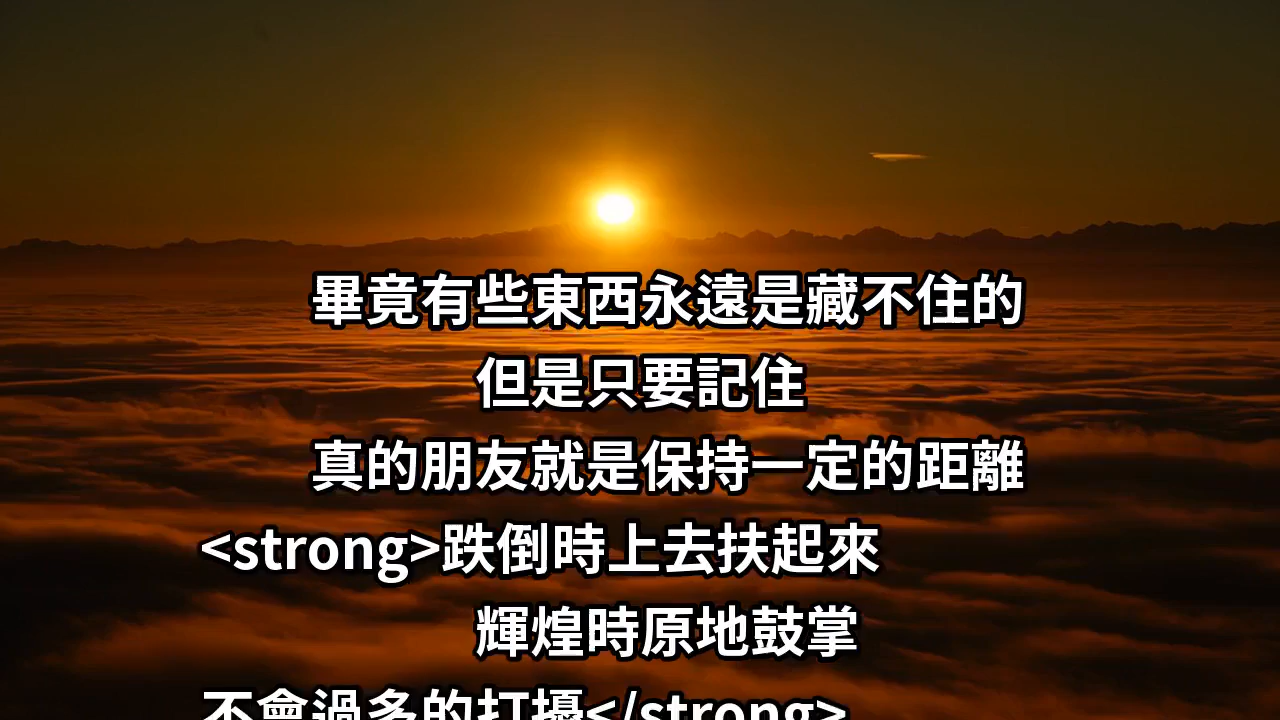 畢竟有些東西永遠是藏不住的
但是只要記住
真的朋友就是保持一定的距離
<strong>跌倒時上去扶起來
輝煌時原地鼓掌
不會過多的打擾</strong>